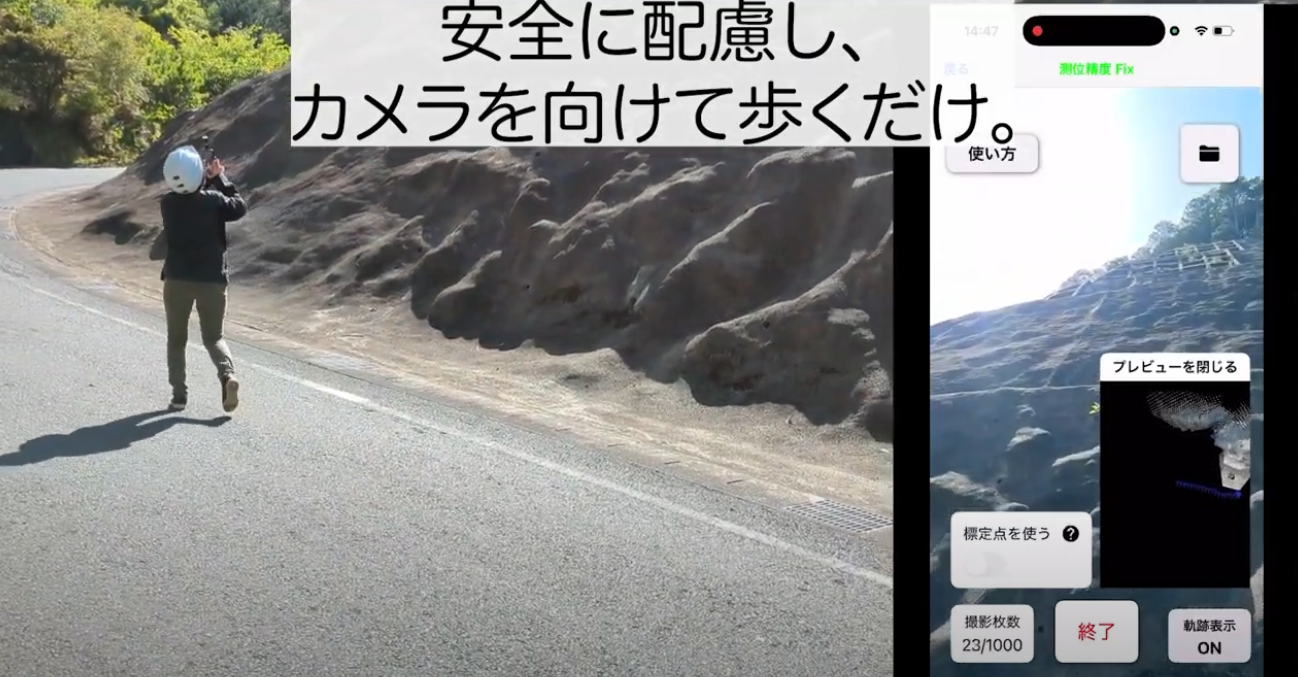 安全に配慮し、
カメラを向けて歩くだけ。
14:47
戻る
測位精度 Fix
使い方
プレビューを閉じる
標定点を使う ?
撮影枚数
23/1000
終了
軌跡表示
ON